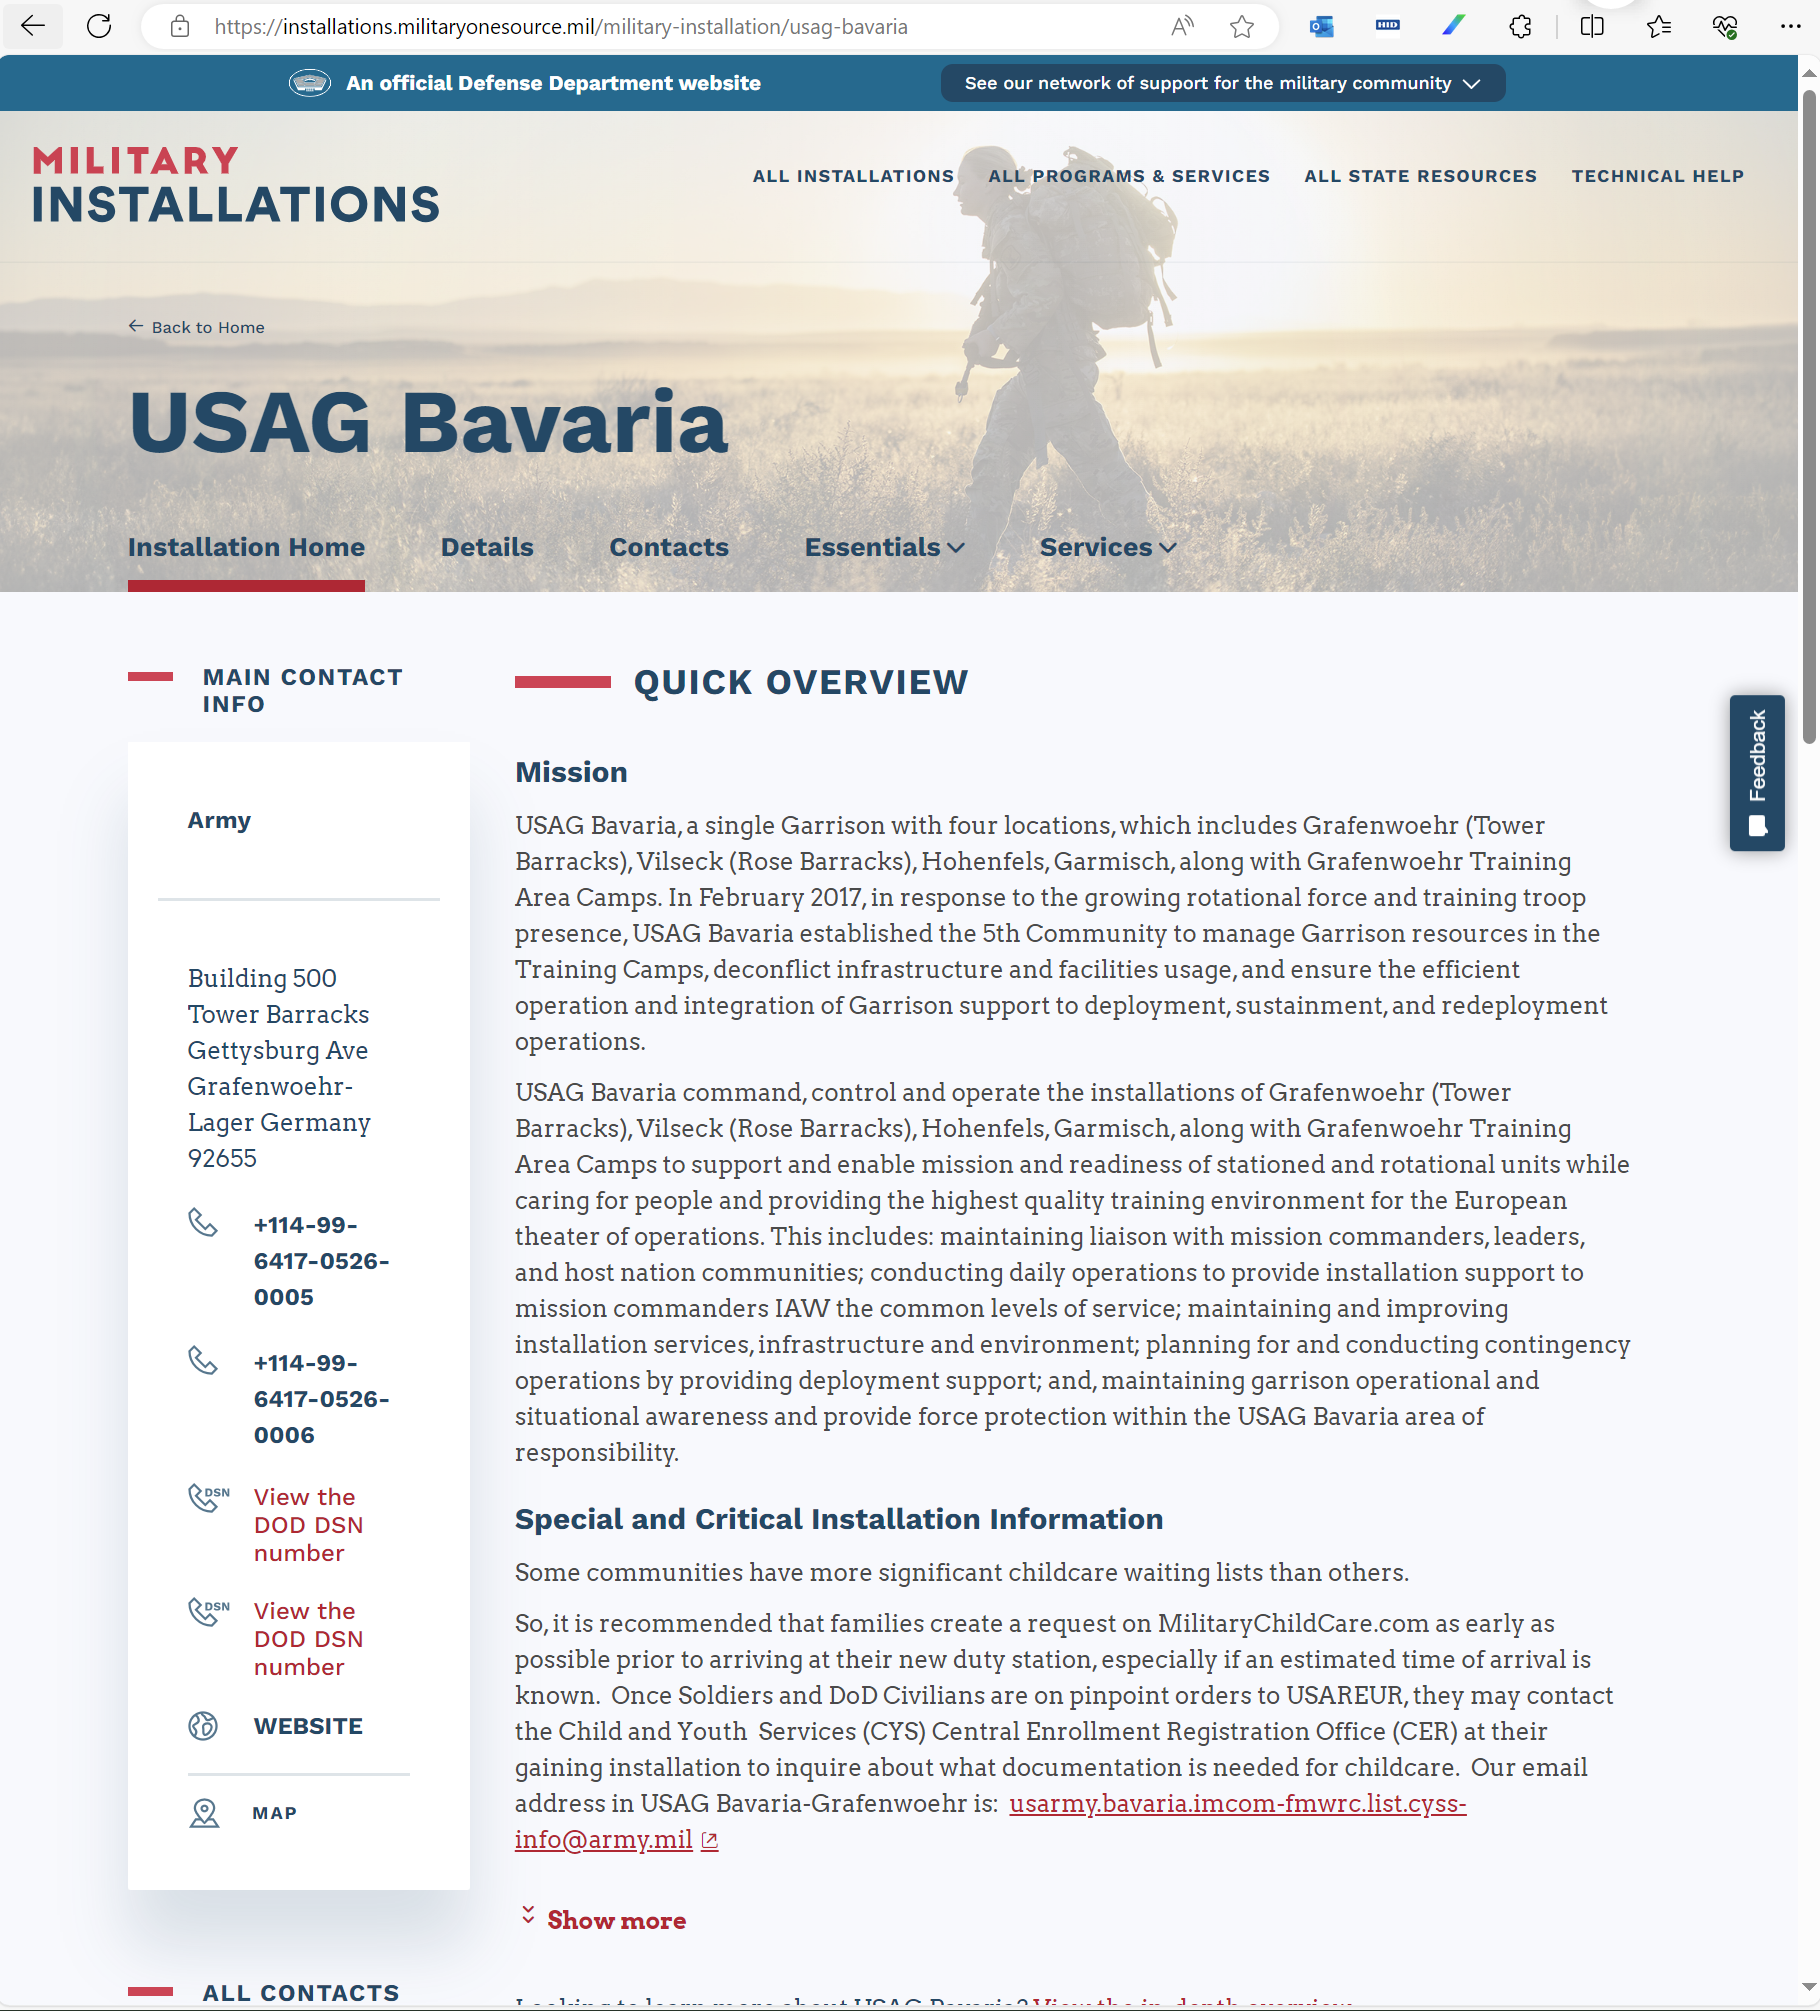 https://installations.militaryonesource.mil/military-installation/usag-bavaria
An official Defense Department website
See our network of support for the military community
MILITARY
INSTALLATIONS
ALL INSTALLATIONS
ALL PROGRAMS & SERVICES
ALL STATE RESOURCES
TECHNICAL HELP
Back to Home
USAG Bavaria
Installation Home
Details
Contacts
Essentials
Services
MAIN CONTACT
INFO
Army
Building 500
Tower Barracks
Gettysburg Ave
Grafenwoehr-
Lager Germany
92655
+114-99-
6417-0526-
0005
+114-99-
6417-0526-
0006
DSN
View the
DOD DSN
number
DSN
View the
DOD DSN
number
WEBSITE
MAP
ALL CONTACTS
QUICK OVERVIEW
Mission
USAG Bavaria, a single Garrison with four locations, which includes Grafenwoehr (Tower
Barracks), Vilseck (Rose Barracks), Hohenfels, Garmisch, along with Grafenwoehr Training
Area Camps. In February 2017, in response to the growing rotational force and training troop
presence, USAG Bavaria established the 5th Community to manage Garrison resources in the
Training Camps, deconflict infrastructure and facilities usage, and ensure the efficient
operation and integration of Garrison support to deployment, sustainment, and redeployment
operations.
USAG Bavaria command, control and operate the installations of Grafenwoehr (Tower
Barracks), Vilseck (Rose Barracks), Hohenfels, Garmisch, along with Grafenwoehr Training
Area Camps to support and enable mission and readiness of stationed and rotational units while
caring for people and providing the highest quality training environment for the European
theater of operations. This includes: maintaining liaison with mission commanders, leaders,
and host nation communities; conducting daily operations to provide installation support to
mission commanders IAW the common levels of service; maintaining and improving
installation services, infrastructure and environment; planning for and conducting contingency
operations by providing deployment support; and, maintaining garrison operational and
situational awareness and provide force protection within the USAG Bavaria area of
responsibility.
Special and Critical Installation Information
Some communities have more significant childcare waiting lists than others.
So, it is recommended that families create a request on MilitaryChildCare.com as early as
possible prior to arriving at their new duty station, especially if an estimated time of arrival is
known. Once Soldiers and DoD Civilians are on pinpoint orders to USAREUR, they may contact
the Child and Youth Services (CYS) Central Enrollment Registration Office (CER) at their
gaining installation to inquire about what documentation is needed for childcare. Our email
address in USAG Bavaria-Grafenwoehr is: usarmy.bavaria.imcom-fmwrc.list.cyss-
info@army.mil
Show more
Looking to learn more about USAG Bavaria? View the in-depth overview
Feedback
HID